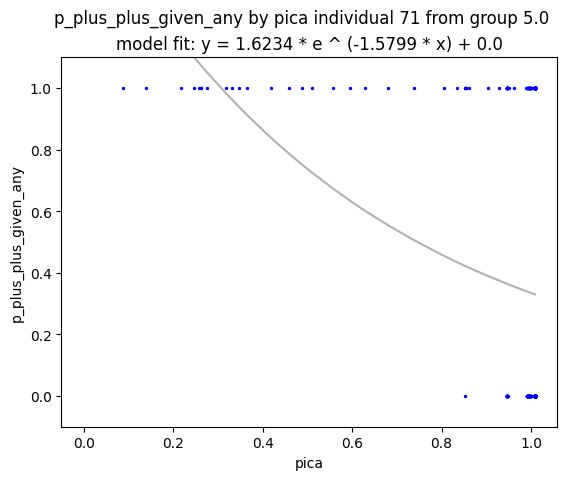 p_plus_plus_given_any by pica individual 71 from group 5.0
model fit: y = 1.6234 * e ^ (-1.5799 * x) + 0.0
p_plus_plus_given_any
1.0
0.8
0.6
0.4
0.2
0.0
0.0 0.2 0.4 0.6 0.8 1.0
pica